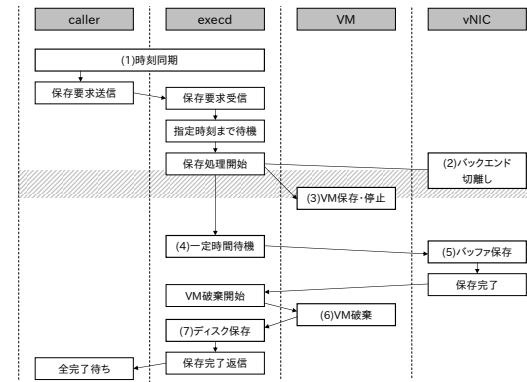 caller
execd
VM
vNIC
(1)時刻同期
保存要求送信
保存要求受信
指定時刻まで待機
保存処理開始
(2)バックエンド
切離し
(3)VM保存・停止
(4)一定時間待機
(5)バッファ保存
保存完了
VM破棄開始
(6)VM破棄
(7)ディスク保存
保存完了返信
全完了待ち